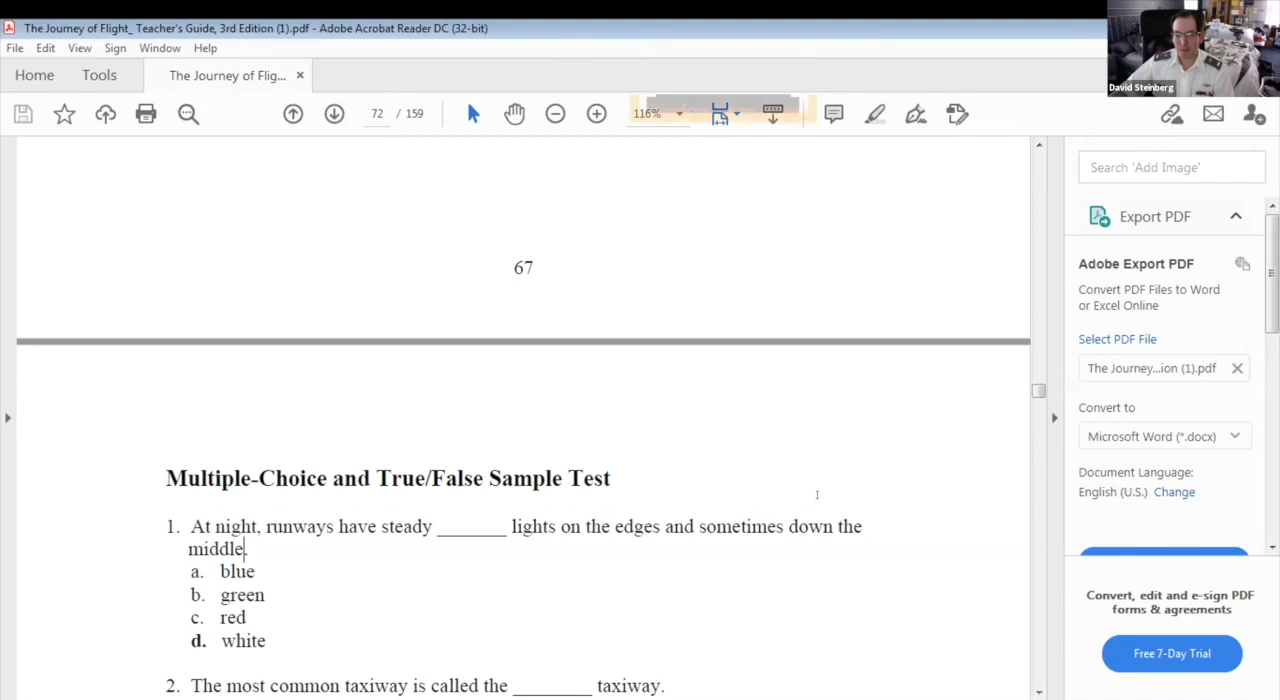 The Journey of Flight_ Teacher's Guide, 3rd Edition (1).pdf - Adobe Acrobat Reader DC (32-bit)
File Edit View Sign Window Help
Home Tools The Journey of Flig... ×
72 / 159 116%
David Steinberg
Search 'Add Image'
Export PDF
Adobe Export PDF
Convert PDF Files to Word
or Excel Online
Select PDF File
The Journey...ion (1).pdf
Convert to
Microsoft Word (*.docx)
Document Language:
English (U.S.) Change
Convert, edit and e-sign PDF
forms & agreements
Free 7-Day Trial
67
Multiple-Choice and True/False Sample Test
1. At night, runways have steady _______ lights on the edges and sometimes down the
middle.
a. blue
b. green
c. red
d. white
2. The most common taxiway is called the ________ taxiway.